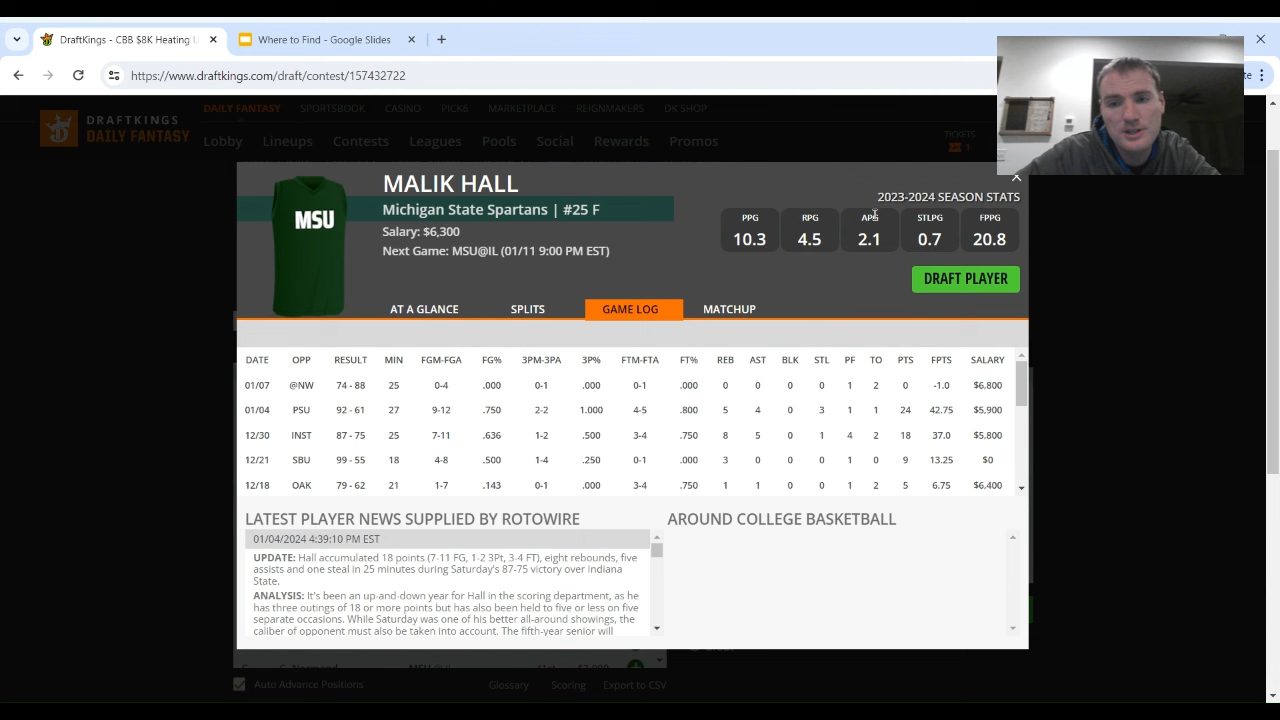 DraftKings - CBB $8K Heating U
Where to Find - Google Slides
https://www.draftkings.com/draft/contest/157432722
DRAFTKINGS
DAILY FANTASY
DAILY FANTASY SPORTSBOOK CASINO PICK6 MARKETPLACE REIGNMAKERS DK SHOP
Lobby Lineups Contests Leagues Pools Social Rewards Promos
TICKETS
1
MSU
MALIK HALL
Michigan State Spartans | #25 F
Salary: $6,300
Next Game: MSU@IL (01/11 9:00 PM EST)
2023-2024 SEASON STATS
PPG RPG APG STLPG FPPG
10.3 4.5 2.1 0.7 20.8
DRAFT PLAYER
AT A GLANCE SPLITS GAME LOG MATCHUP
DATE OPP RESULT MIN FGM-FGA FG% 3PM-3PA 3P% FTM-FTA FT% REB AST BLK STL PF TO PTS FPTS SALARY
01/07 @NW 74 - 88 25 0-4 .000 0-1 .000 0-1 .000 0 0 0 0 1 2 0 -1.0 $6,800
01/04 PSU 92 - 61 27 9-12 .750 2-2 1.000 4-5 .800 5 4 0 3 1 1 24 42.75 $5,900
12/30 INST 87 - 75 25 7-11 .636 1-2 .500 3-4 .750 8 5 0 1 4 2 18 37.0 $5,800
12/21 SBU 99 - 55 18 4-8 .500 1-4 .250 0-1 .000 3 0 0 0 1 0 9 13.25 $0
12/18 OAK 79 - 62 21 1-7 .143 0-1 .000 3-4 .750 1 1 0 0 1 2 5 6.75 $6,400
LATEST PLAYER NEWS SUPPLIED BY ROTOWIRE
AROUND COLLEGE BASKETBALL
01/04/2024 4:39:10 PM EST
UPDATE: Hall accumulated 18 points (7-11 FG, 1-2 3Pt, 3-4 FT), eight rebounds, five
assists and one steal in 25 minutes during Saturday's 87-75 victory over Indiana
State.
ANALYSIS: It's been an up-and-down year for Hall in the scoring department, as he
has three outings of 18 or more points but has also been held to five or less on five
separate occasions. While Saturday was one of his better all-around showings, the
caliber of opponent must also be taken into account. The fifth-year senior will
Auto Advance Positions
Glossary Scoring Export to CSV